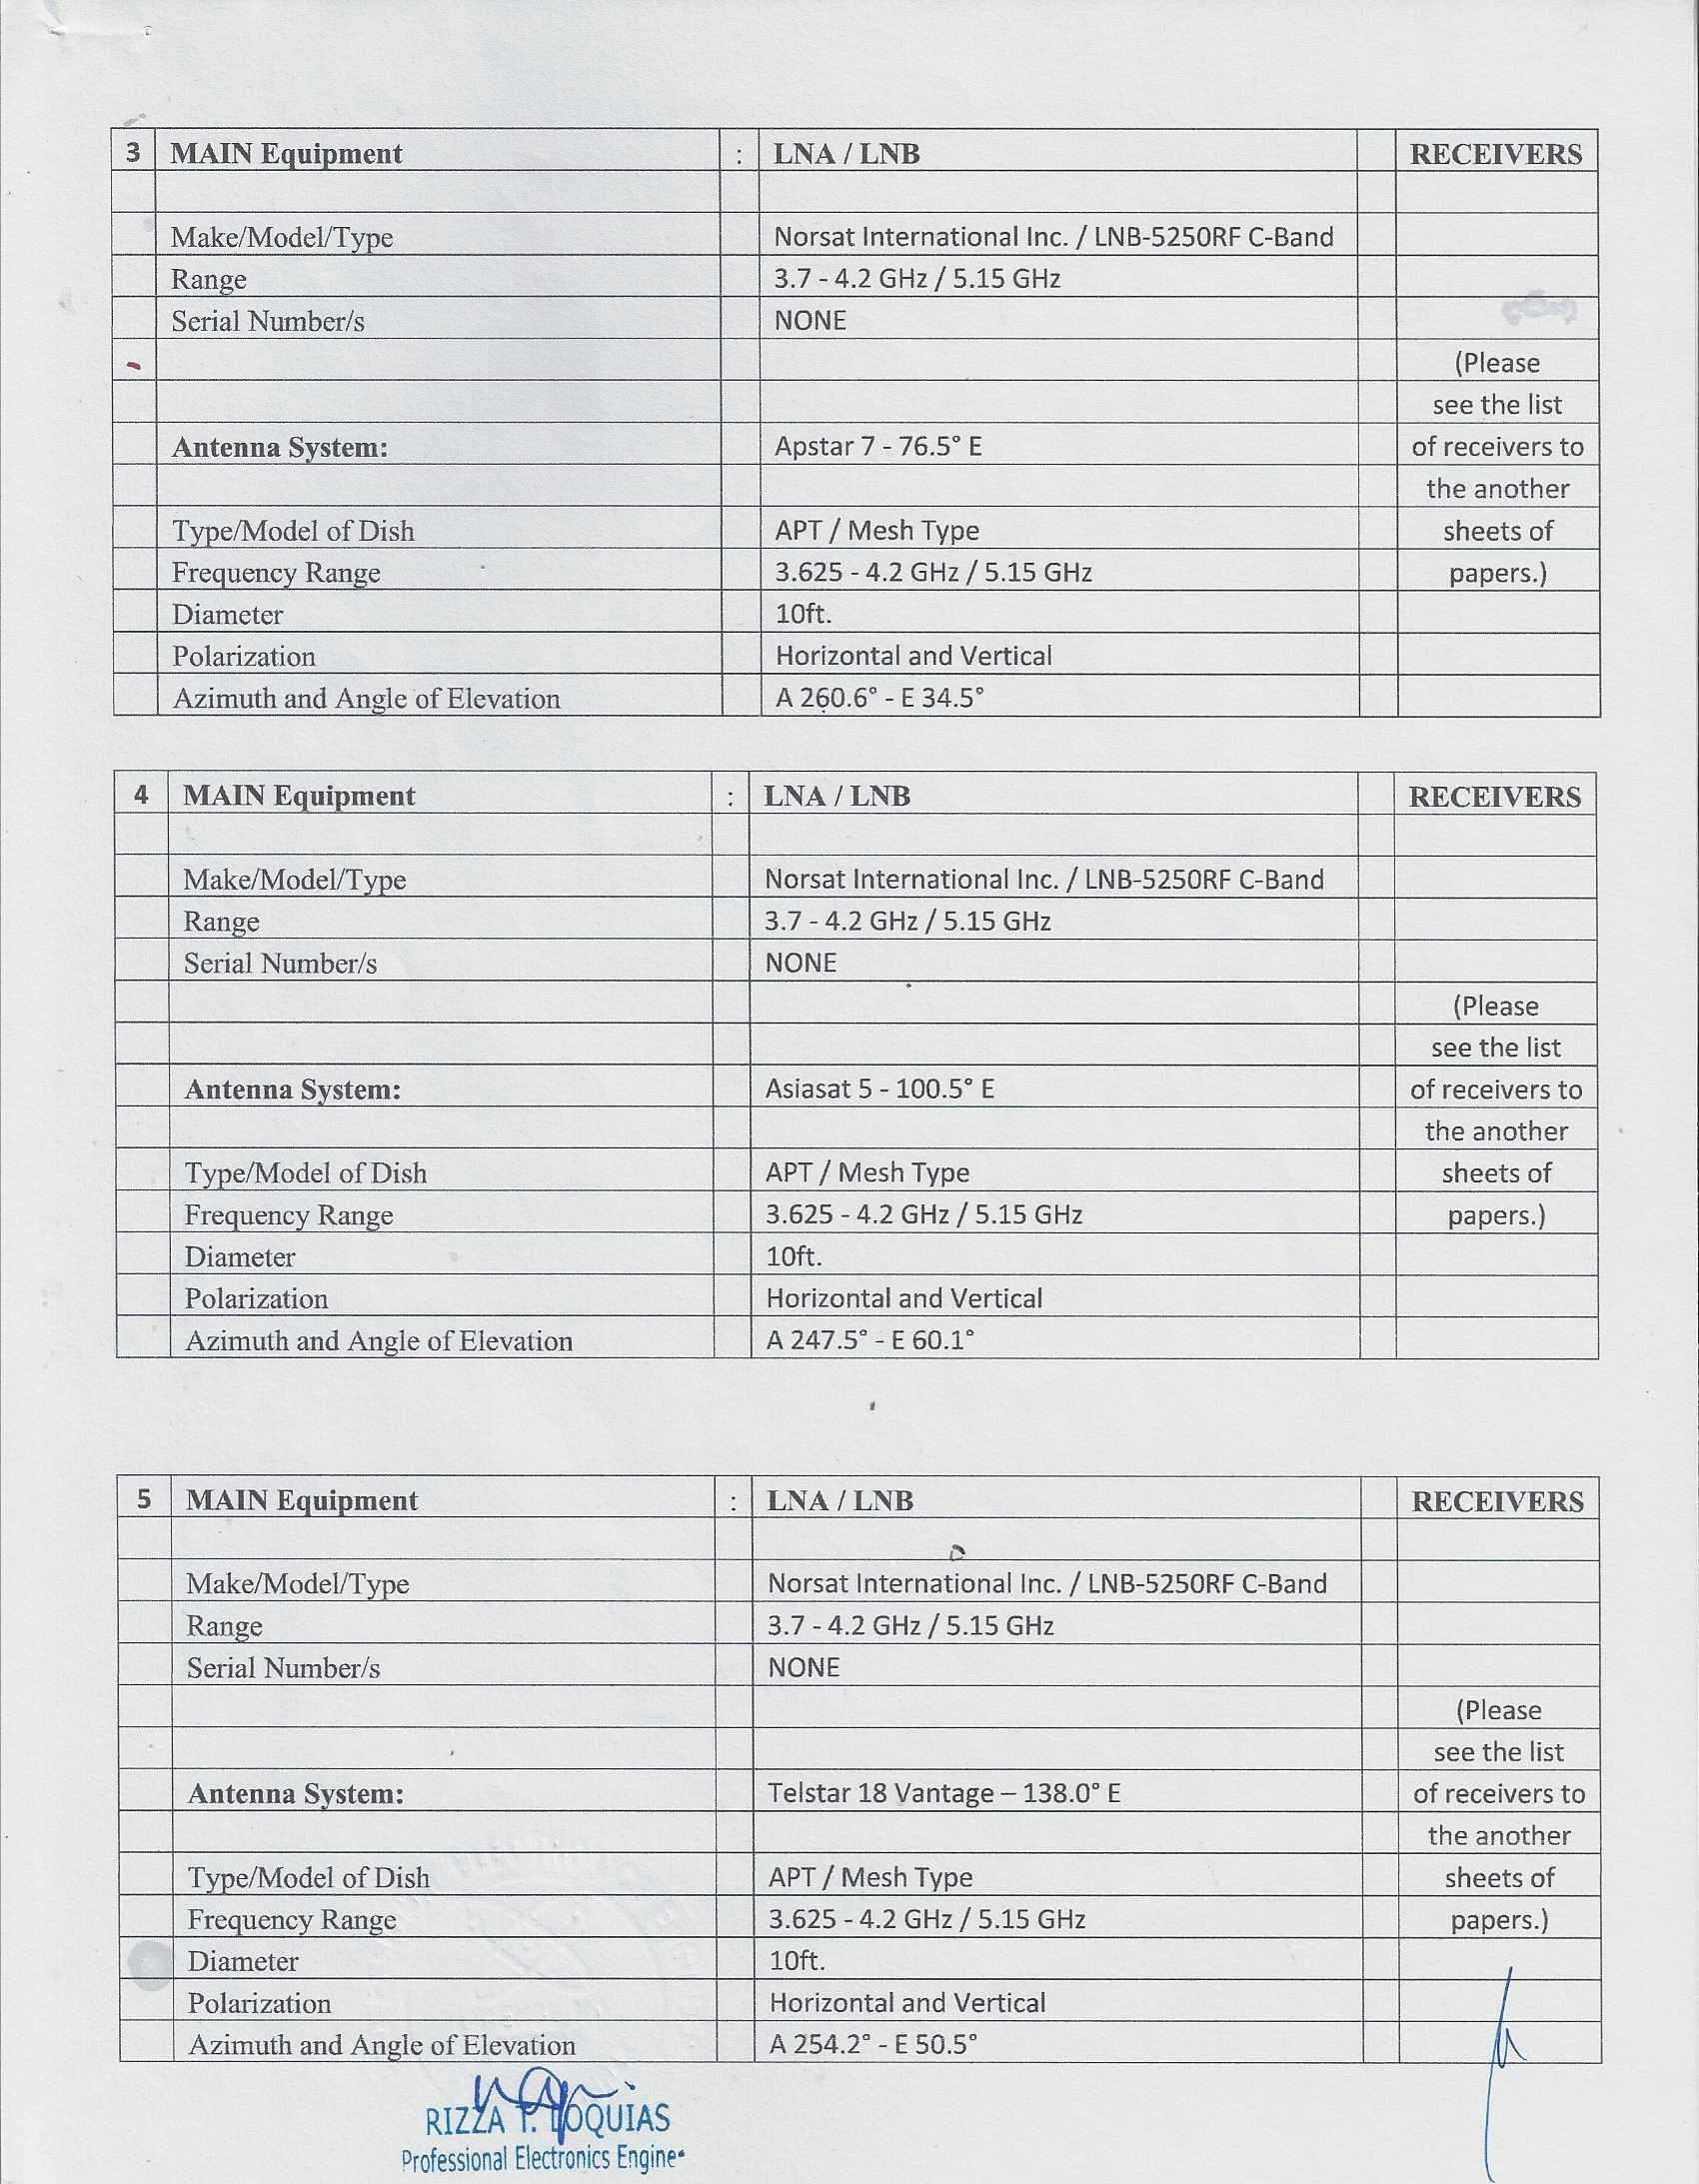 3 MAIN Equipment : LNA / LNB RECEIVERS
Make/Model/Type Norsat International Inc. / LNB-5250RF C-Band
Range 3.7 - 4.2 GHz / 5.15 GHz
Serial Number/s NONE
(Please
see the list
Antenna System: Apstar 7 - 76.5° E of receivers to
the another
Type/Model of Dish APT / Mesh Type sheets of
Frequency Range 3.625 - 4.2 GHz / 5.15 GHz papers.)
Diameter 10ft.
Polarization Horizontal and Vertical
Azimuth and Angle of Elevation A 260.6° - E 34.5°
4 MAIN Equipment : LNA / LNB RECEIVERS
Make/Model/Type Norsat International Inc. / LNB-5250RF C-Band
Range 3.7 - 4.2 GHz / 5.15 GHz
Serial Number/s NONE
(Please
see the list
Antenna System: Asiasat 5 - 100.5° E of receivers to
the another
Type/Model of Dish APT / Mesh Type sheets of
Frequency Range 3.625 - 4.2 GHz / 5.15 GHz papers.)
Diameter 10ft.
Polarization Horizontal and Vertical
Azimuth and Angle of Elevation A 247.5° - E 60.1°
5 MAIN Equipment : LNA / LNB RECEIVERS
Make/Model/Type Norsat International Inc. / LNB-5250RF C-Band
Range 3.7 - 4.2 GHz / 5.15 GHz
Serial Number/s NONE
(Please
see the list
Antenna System: Telstar 18 Vantage – 138.0° E of receivers to
the another
Type/Model of Dish APT / Mesh Type sheets of
Frequency Range 3.625 - 4.2 GHz / 5.15 GHz papers.)
Diameter 10ft.
Polarization Horizontal and Vertical
Azimuth and Angle of Elevation A 254.2° - E 50.5°
RIZZA
Professional Electronics